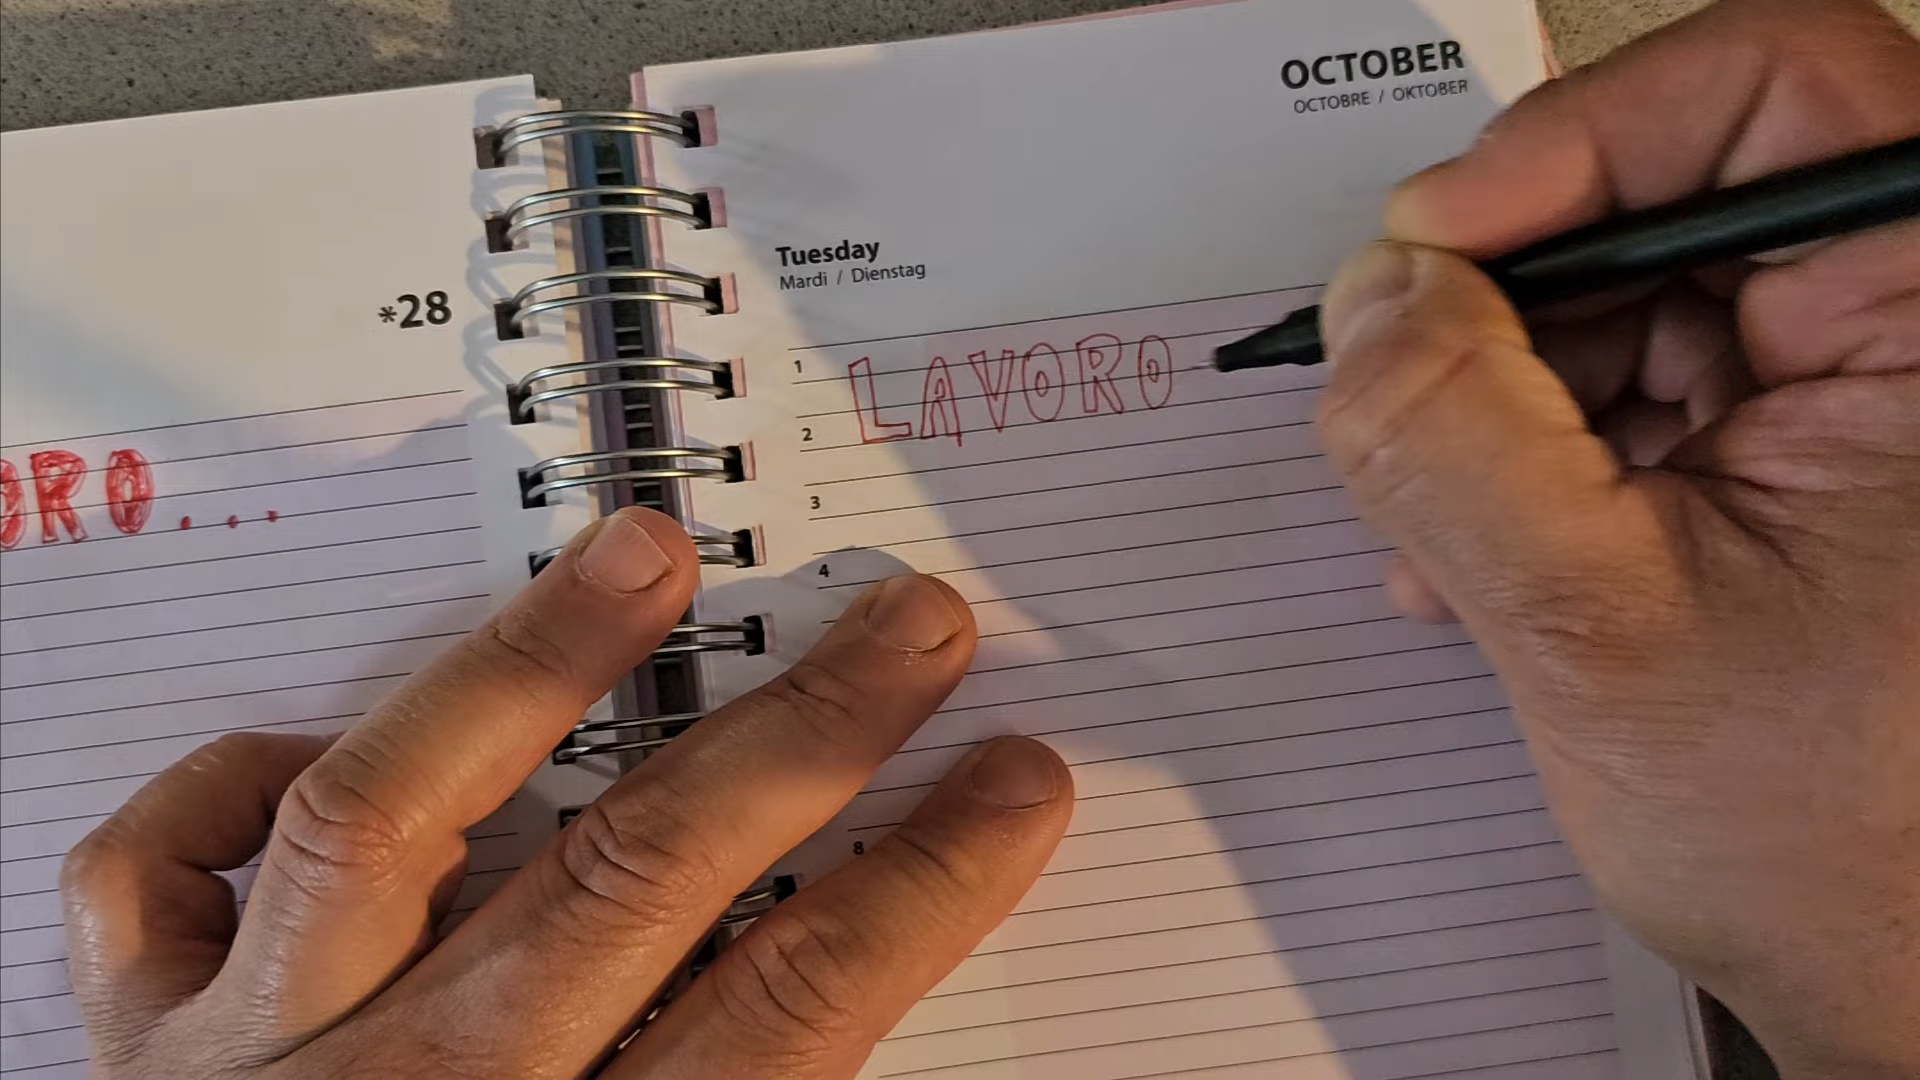 *28
ORO...
OCTOBER
OCTOBRE / OKTOBER
Tuesday
Mardi / Dienstag
1
LAVORO
2
3
4
8